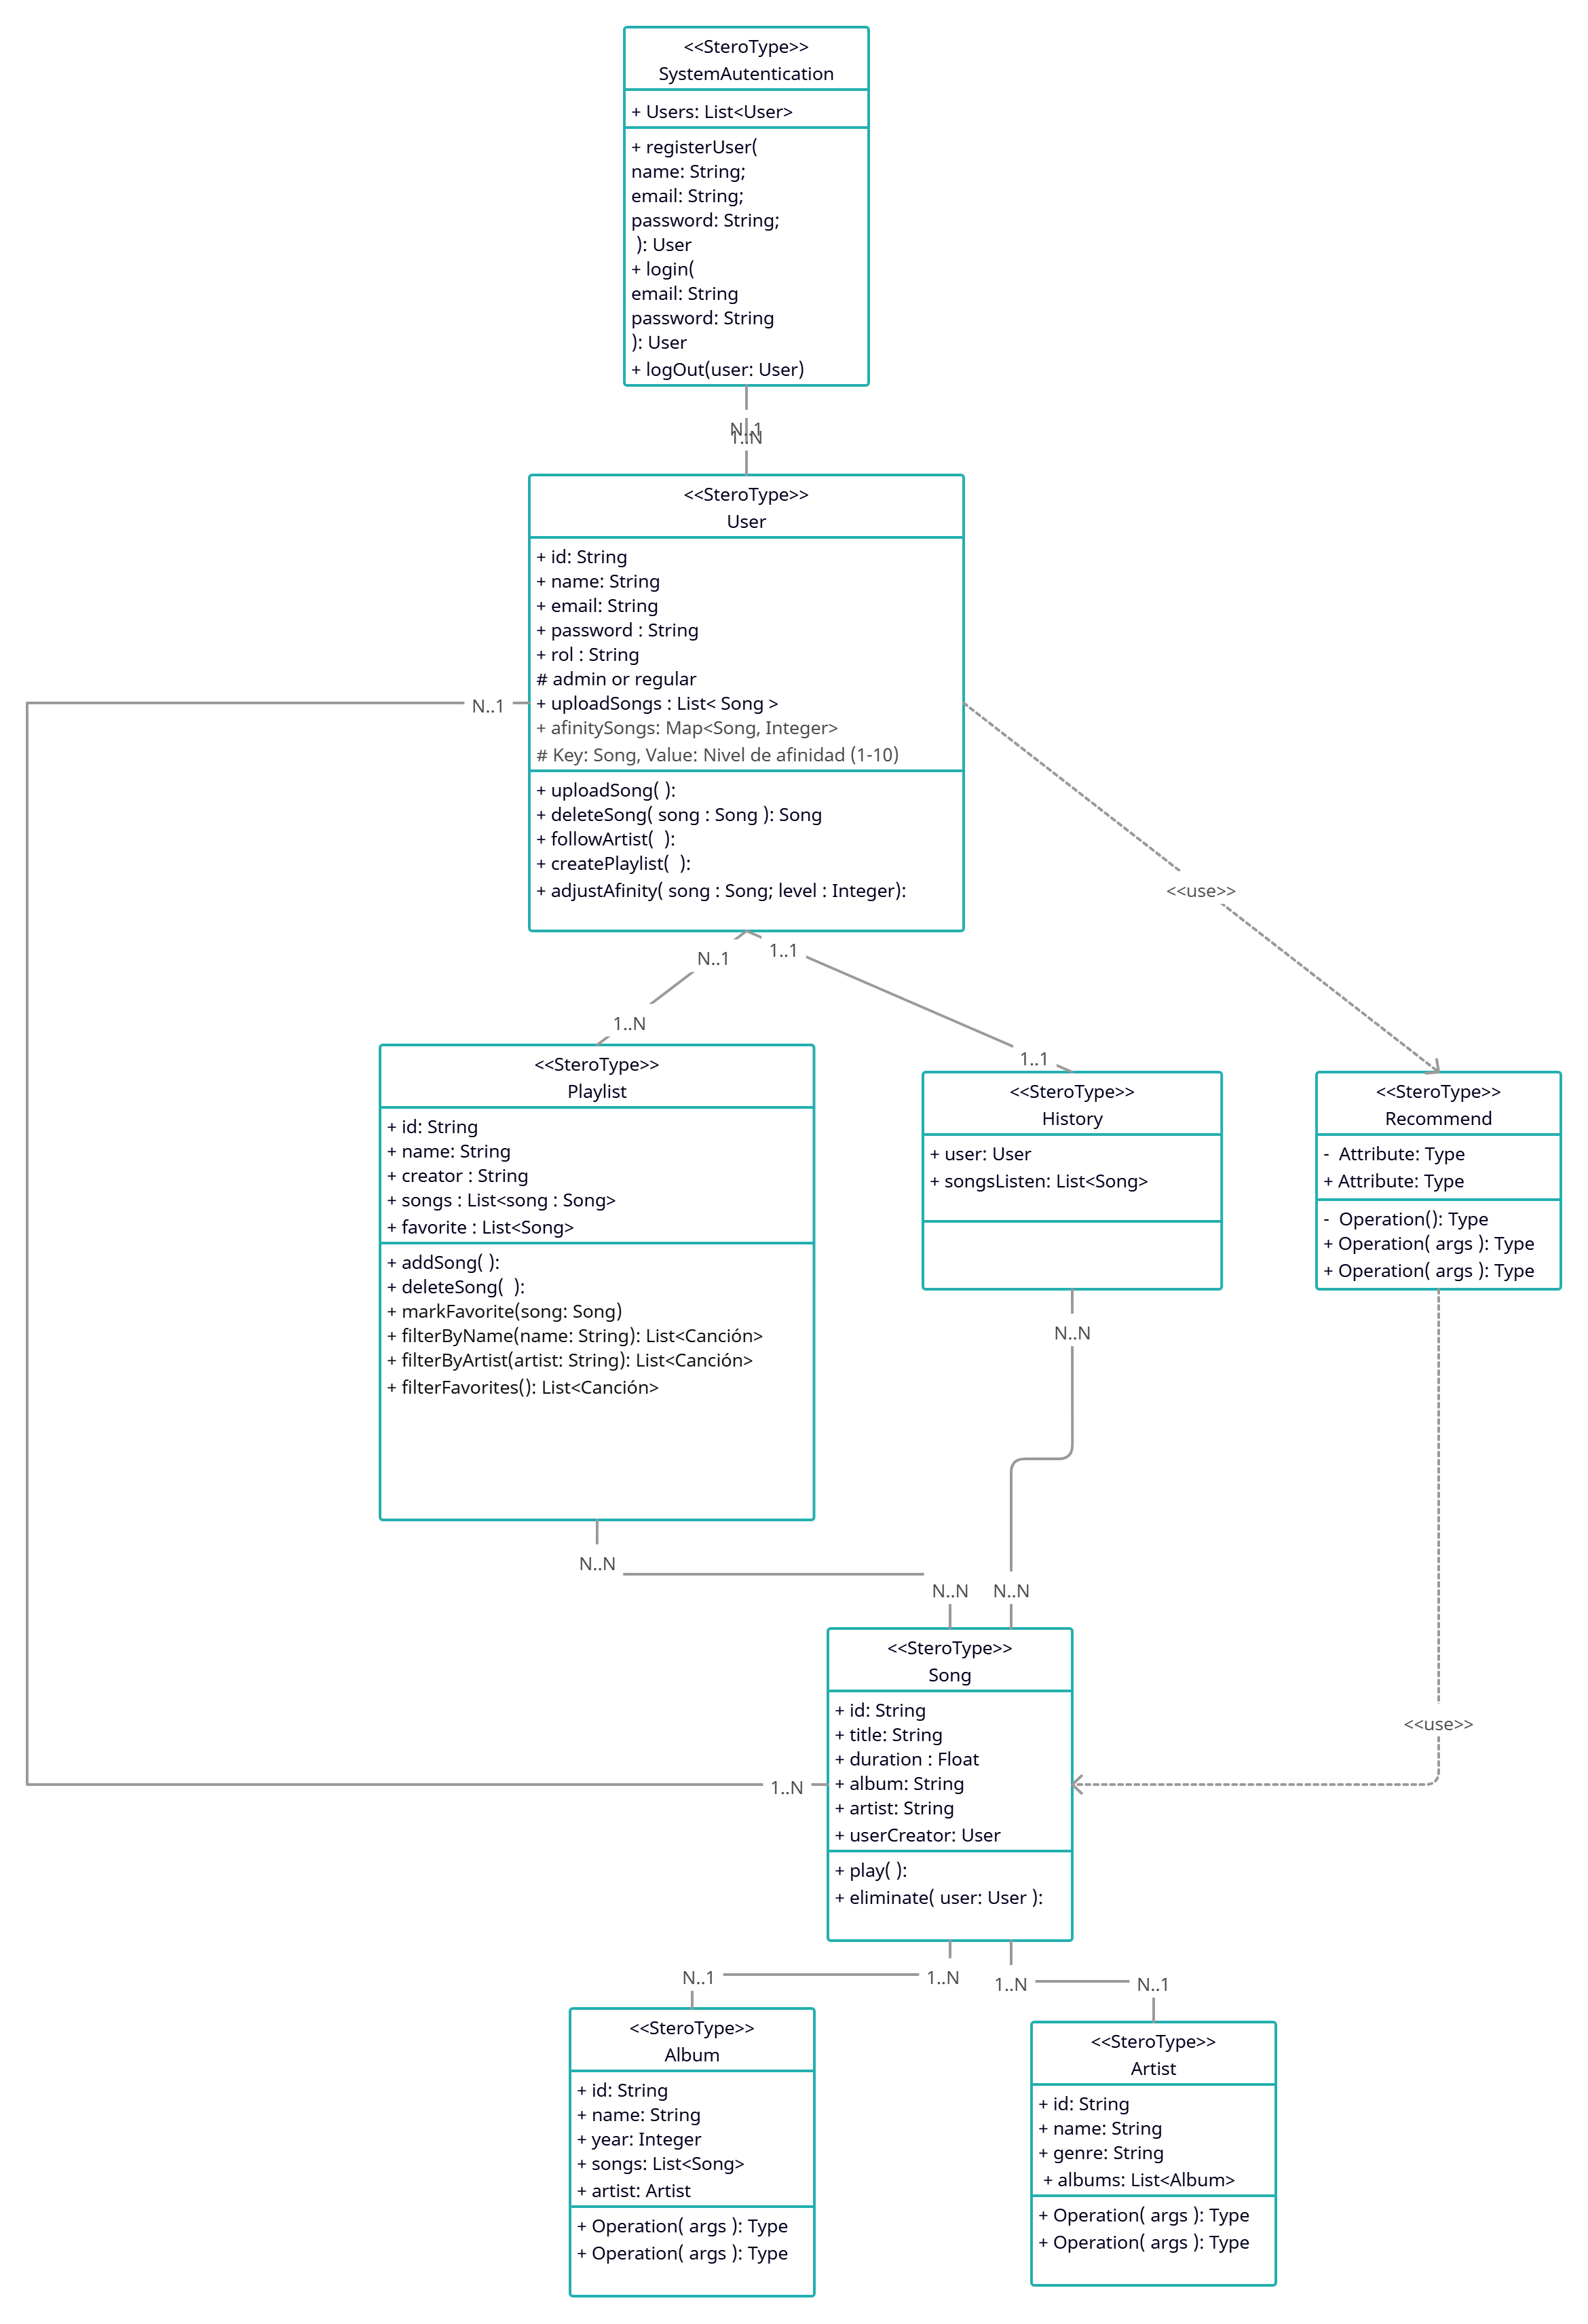 <<SteroType>>
SystemAutentication
+ Users: List<User>
+ registerUser(
name: String;
email: String;
password: String;
): User
+ login(
email: String
password: String
): User
+ logOut(user: User)
N..1
1..N
<<SteroType>>
User
+ id: String
+ name: String
+ email: String
+ password : String
+ rol : String
# admin or regular
+ uploadSongs : List< Song >
+ afinitySongs: Map<Song, Integer>
# Key: Song, Value: Nivel de afinidad (1-10)
+ uploadSong( ):
+ deleteSong( song : Song ): Song
+ followArtist(  ):
+ createPlaylist(  ):
+ adjustAfinity( song : Song; level : Integer):
N..1
<<use>>
N..1
1..1
1..N
1..1
<<SteroType>>
Playlist
+ id: String
+ name: String
+ creator : String
+ songs : List<song : Song>
+ favorite : List<Song>
+ addSong( ):
+ deleteSong(  ):
+ markFavorite(song: Song)
+ filterByName(name: String): List<Canción>
+ filterByArtist(artist: String): List<Canción>
+ filterFavorites(): List<Canción>
<<SteroType>>
History
+ user: User
+ songsListen: List<Song>
<<SteroType>>
Recommend
-  Attribute: Type
+ Attribute: Type
-  Operation(): Type
+ Operation( args ): Type
+ Operation( args ): Type
N..N
N..N
N..N
N..N
<<SteroType>>
Song
+ id: String
+ title: String
+ duration : Float
+ album: String
+ artist: String
+ userCreator: User
+ play( ):
+ eliminate( user: User ):
<<use>>
1..N
N..1
1..N
1..N
N..1
<<SteroType>>
Album
+ id: String
+ name: String
+ year: Integer
+ songs: List<Song>
+ artist: Artist
+ Operation( args ): Type
+ Operation( args ): Type
<<SteroType>>
Artist
+ id: String
+ name: String
+ genre: String
+ albums: List<Album>
+ Operation( args ): Type
+ Operation( args ): Type